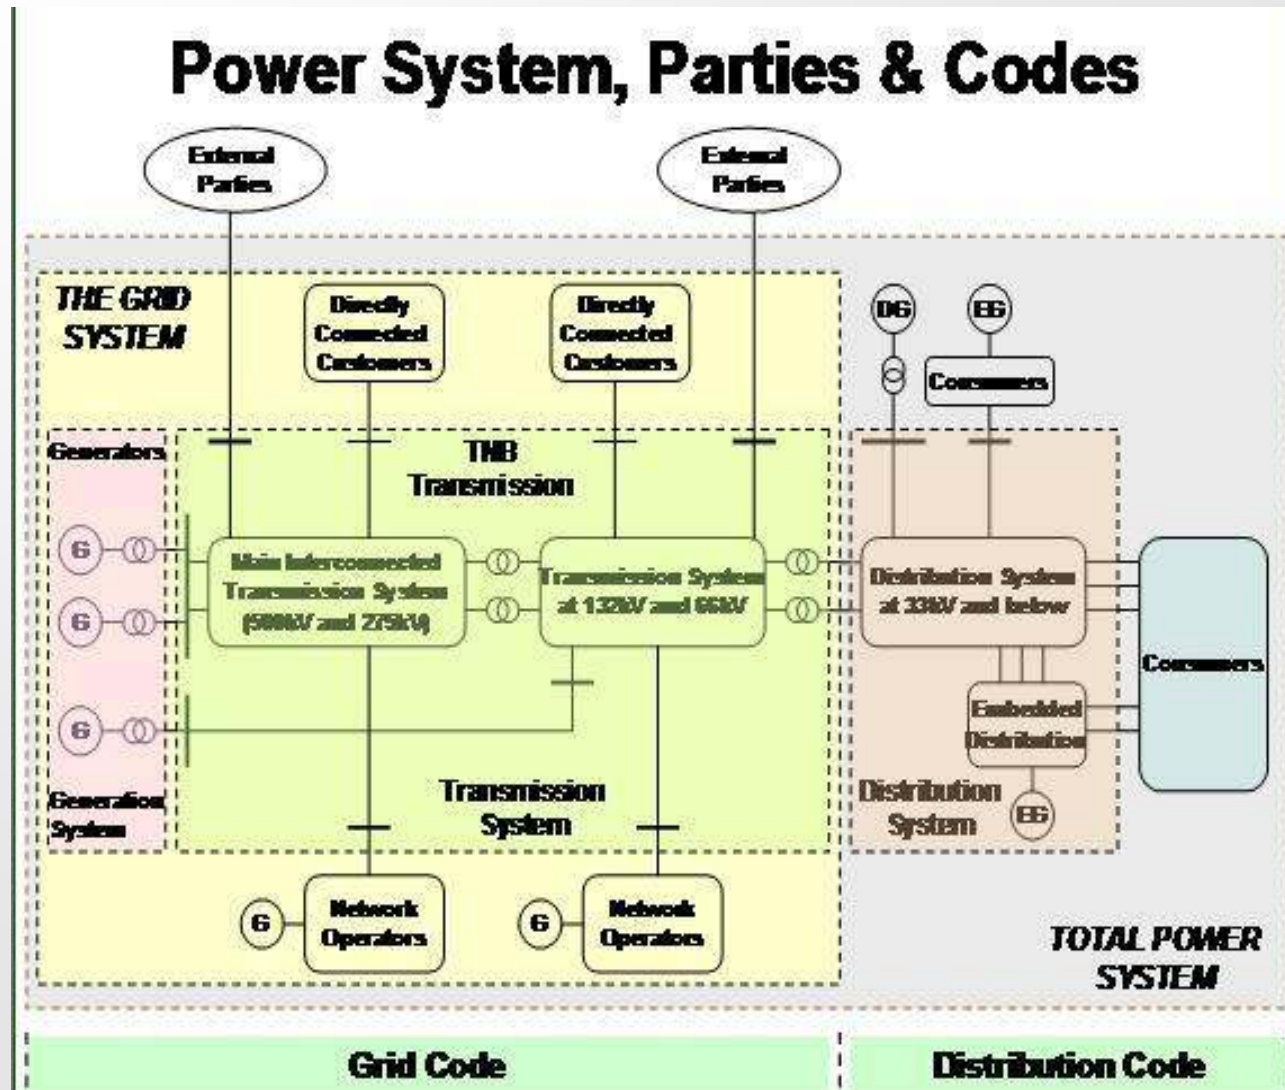 Power System, Parties & Codes
External
Parties
External
Parties
THE GRID
SYSTEM
Directly
Connected
Customers
Directly
Connected
Customers
DG
EG
Consumers
Generators
TNB
Transmission
G
G
G
Main Interconnected
Transmission System
(500kV and 275kV)
Transmission System
at 132kV and 66kV
Distribution System
at 33kV and below
Consumers
Embedded
Distribution
EG
Generation
System
Transmission
System
Distribution
System
G
Network
Operators
G
Network
Operators
TOTAL POWER
SYSTEM
Grid Code
Distribution Code